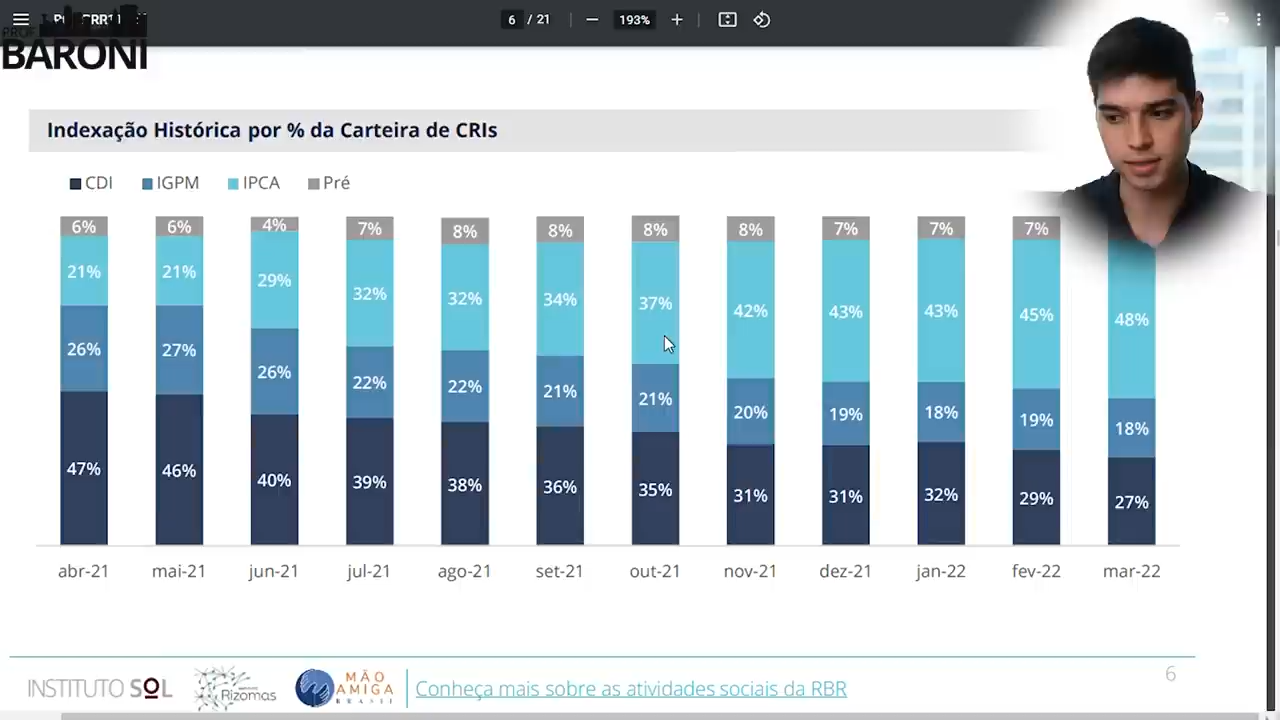 6 / 21
193%
BARONI
Indexação Histórica por % da Carteira de CRIs
CDI IGPM IPCA Pré
6% 6% 4% 7% 8% 8% 8% 8% 7% 7% 7%
21% 21% 29% 32% 32% 34% 37% 42% 43% 43% 45% 48%
26% 27% 26% 22% 22% 21% 21% 20% 19% 18% 19% 18%
47% 46% 40% 39% 38% 36% 35% 31% 31% 32% 29% 27%
abr-21 mai-21 jun-21 jul-21 ago-21 set-21 out-21 nov-21 dez-21 jan-22 fev-22 mar-22
INSTITUTO SOL
Rizomas
MÃO
AMIGA
BRASIL
Conheça mais sobre as atividades sociais da RBR
6